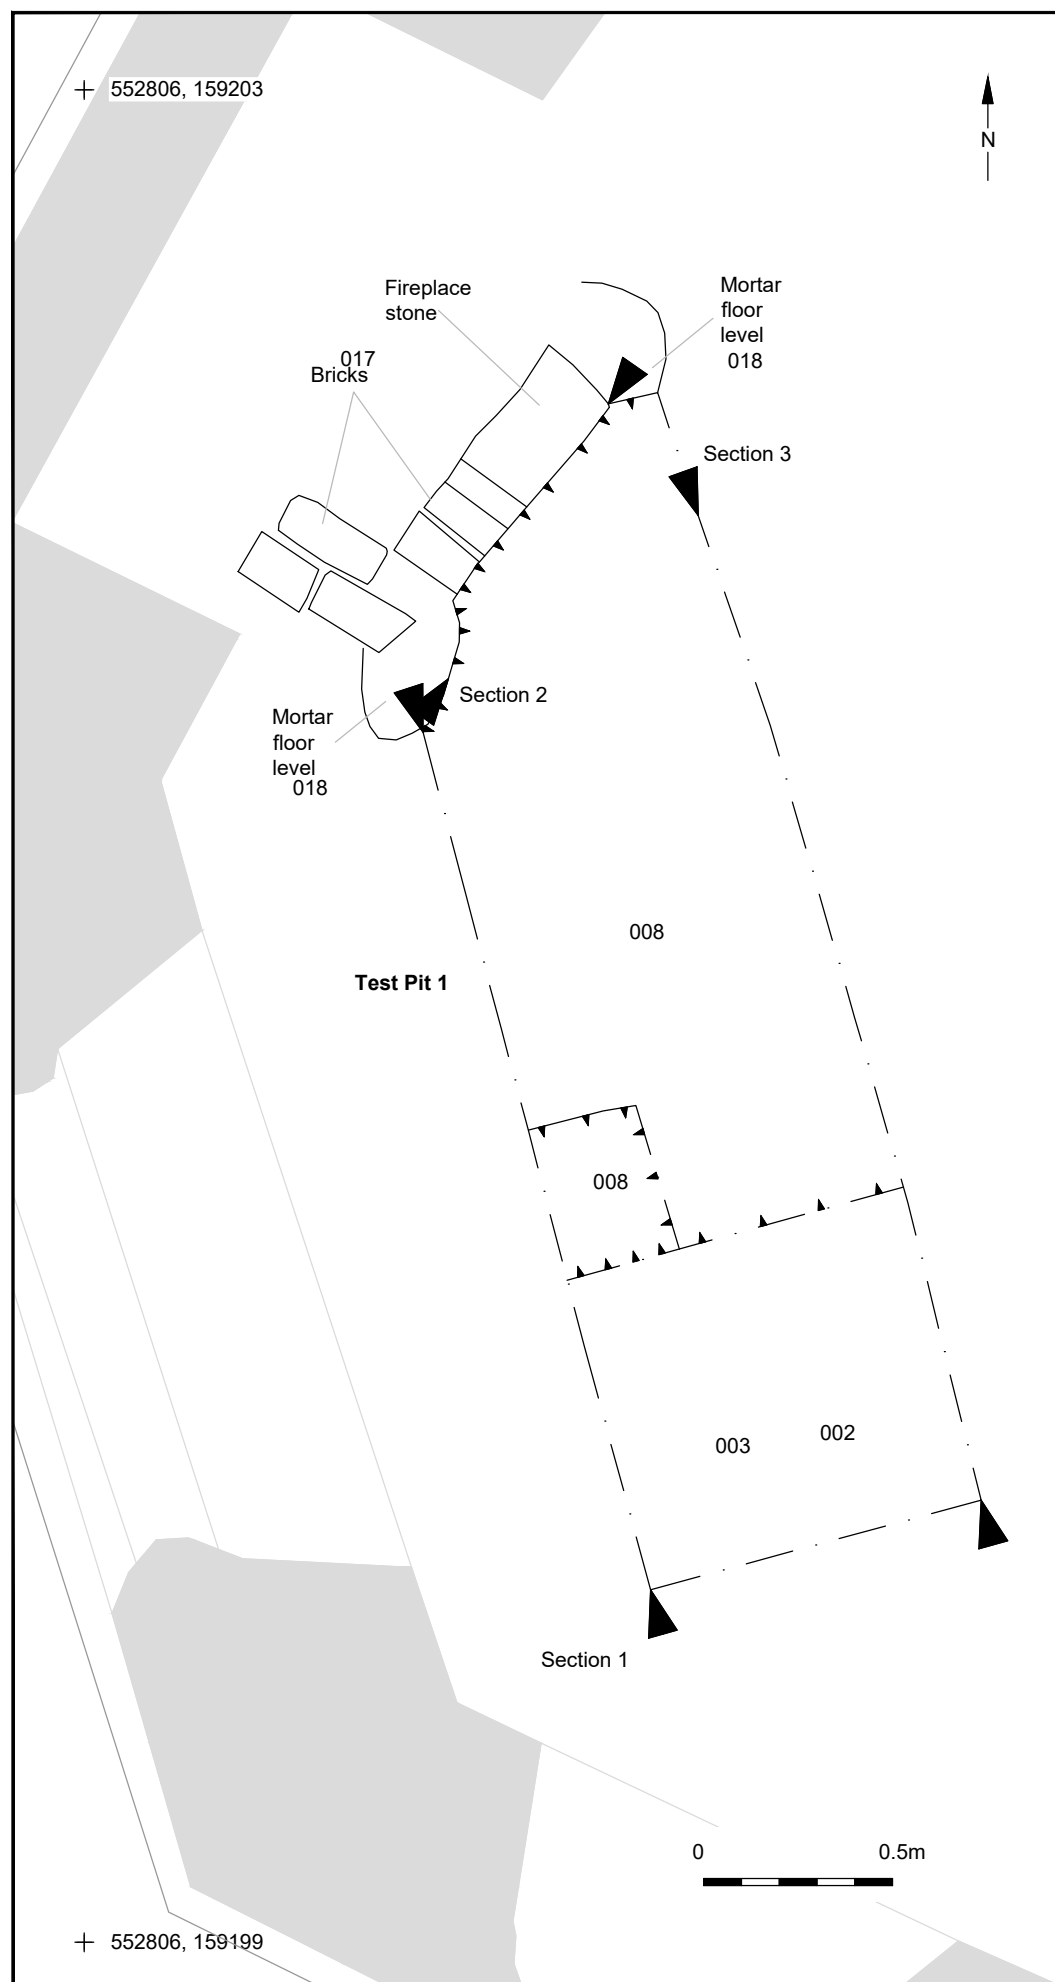 552806, 159203
N
Fireplace
stone
Mortar
floor
level
018
017
Bricks
Section 3
Section 2
Mortar
floor
level
018
008
Test Pit 1
008
003
002
Section 1
0
0.5m
552806, 159199